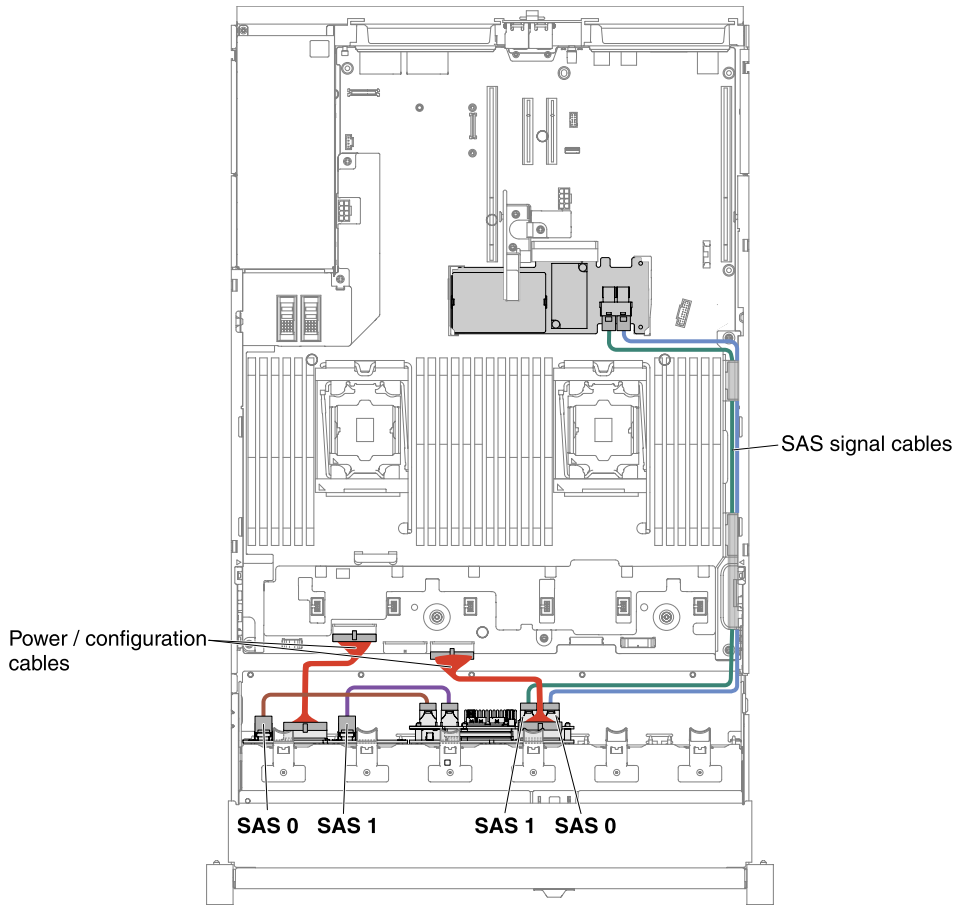 SAS signal cables
Power / configuration
cables
SAS 0 SAS 1 SAS 1 SAS 0